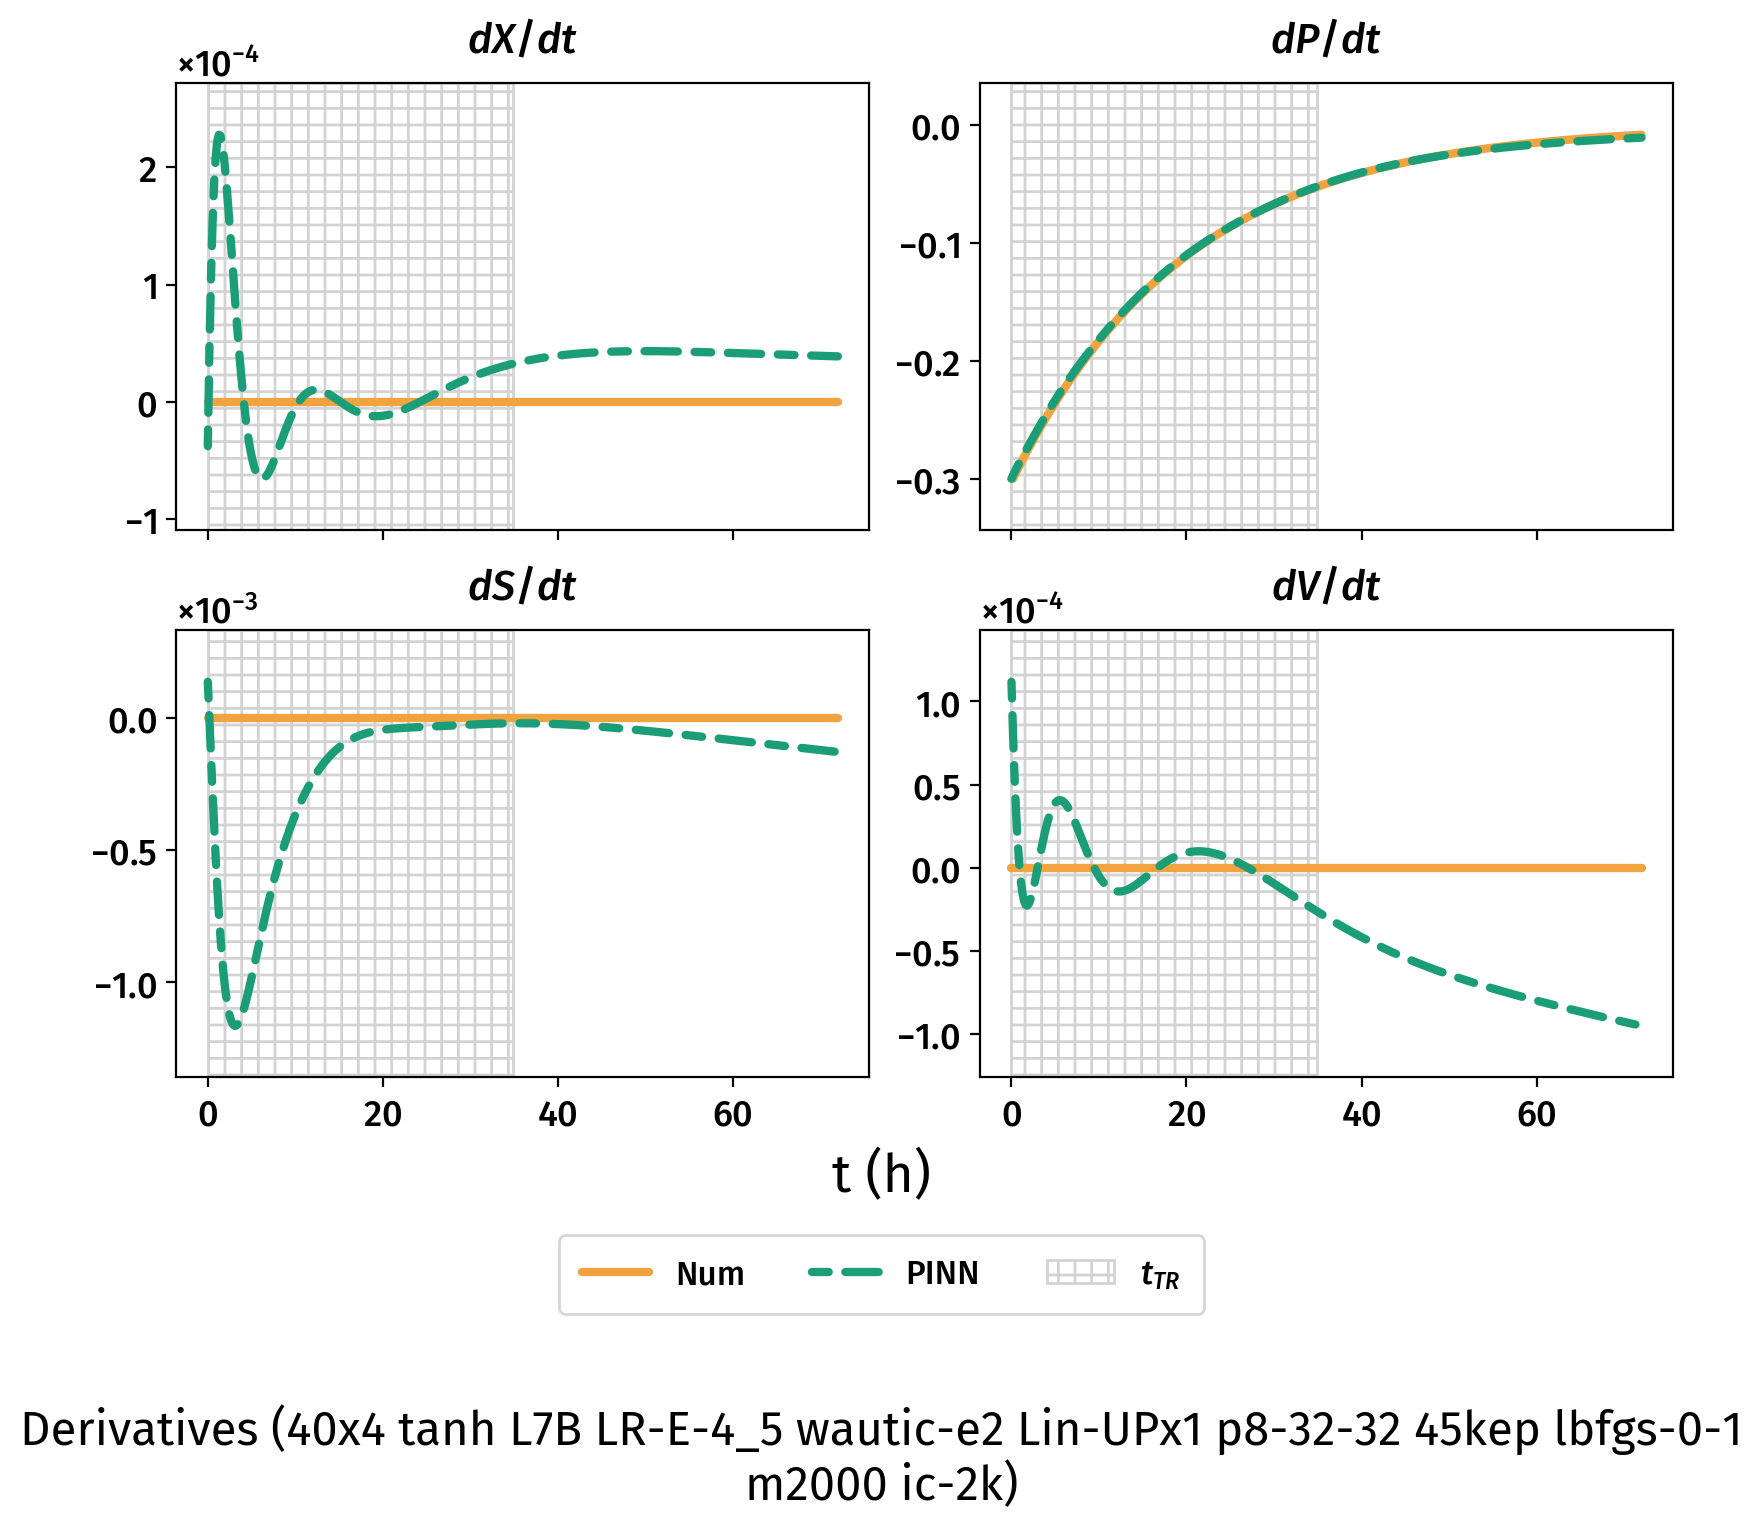 dX/dt
×10⁻⁴
2
1
0
−1
dP/dt
0.0
−0.1
−0.2
−0.3
dS/dt
×10⁻³
0.0
−0.5
−1.0
0 20 40 60
dV/dt
×10⁻⁴
1.0
0.5
0.0
−0.5
−1.0
0 20 40 60
t (h)
Num PINN t_TR
Derivatives (40x4 tanh L7B LR-E-4_5 wautic-e2 Lin-UPx1 p8-32-32 45kep lbfgs-0-1
m2000 ic-2k)